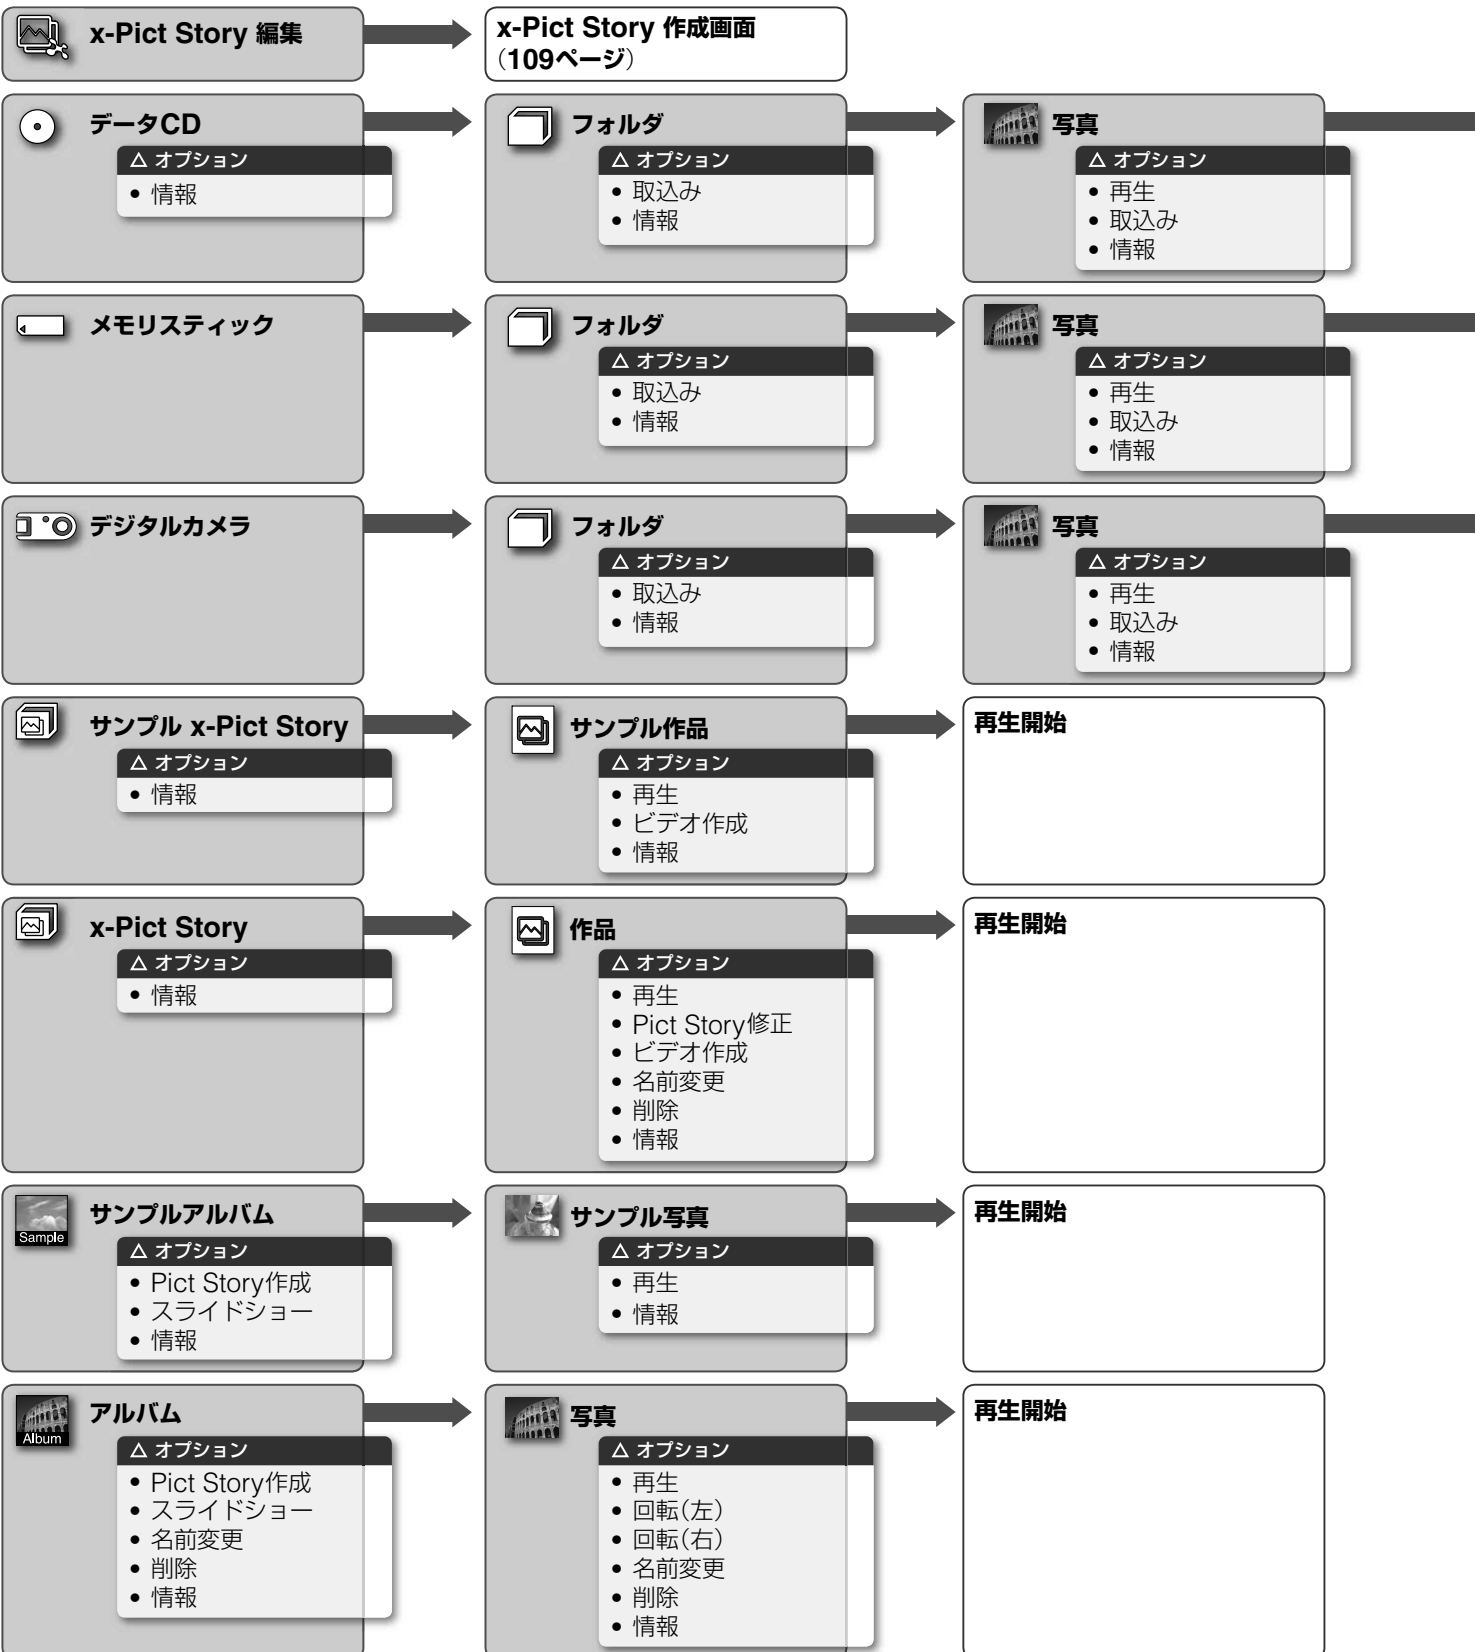 x-Pict Story 編集
x-Pict Story 作成画面
（109ページ）
データCD
△ オプション
• 情報
フォルダ
△ オプション
• 取込み
• 情報
写真
△ オプション
• 再生
• 取込み
• 情報
メモリスティック
フォルダ
△ オプション
• 取込み
• 情報
写真
△ オプション
• 再生
• 取込み
• 情報
デジタルカメラ
フォルダ
△ オプション
• 取込み
• 情報
写真
△ オプション
• 再生
• 取込み
• 情報
サンプル x-Pict Story
△ オプション
• 情報
サンプル作品
△ オプション
• 再生
• ビデオ作成
• 情報
再生開始
x-Pict Story
△ オプション
• 情報
作品
△ オプション
• 再生
• Pict Story修正
• ビデオ作成
• 名前変更
• 削除
• 情報
再生開始
Sample
サンプルアルバム
△ オプション
• Pict Story作成
• スライドショー
• 情報
サンプル写真
△ オプション
• 再生
• 情報
再生開始
Album
アルバム
△ オプション
• Pict Story作成
• スライドショー
• 名前変更
• 削除
• 情報
写真
△ オプション
• 再生
• 回転（左）
• 回転（右）
• 名前変更
• 削除
• 情報
再生開始